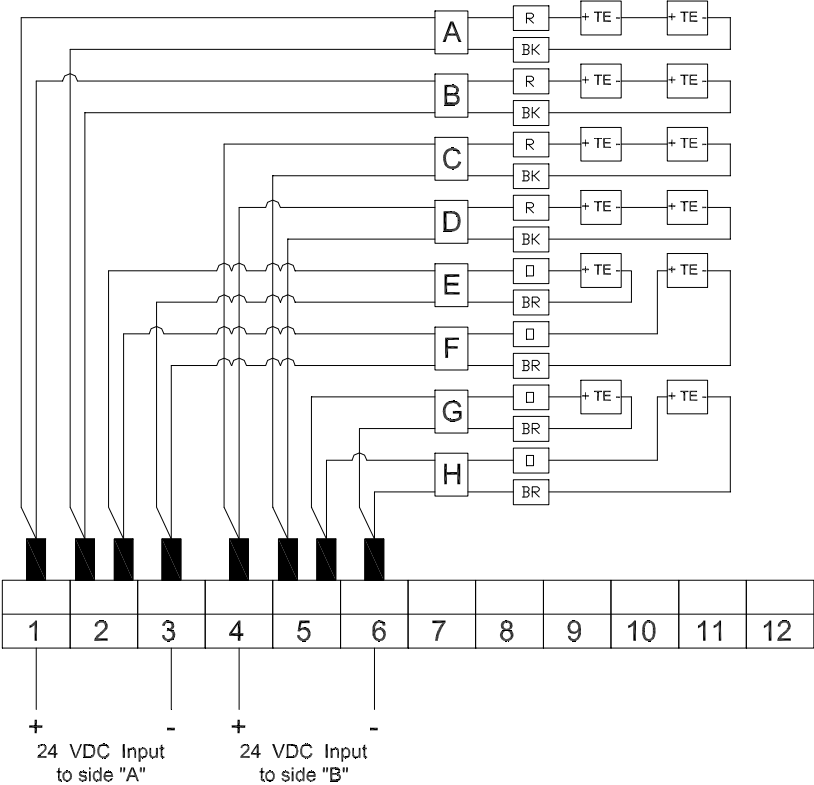 A R + TE - + TE -
BK
B R + TE - + TE -
BK
C R + TE - + TE -
BK
D R + TE - + TE -
BK
E O + TE - + TE -
BR
F O
BR
G O + TE - + TE -
BR
H O
BR
1 2 3 4 5 6 7 8 9 10 11 12
+ - + -
24 VDC Input 24 VDC Input
to side "A" to side "B"